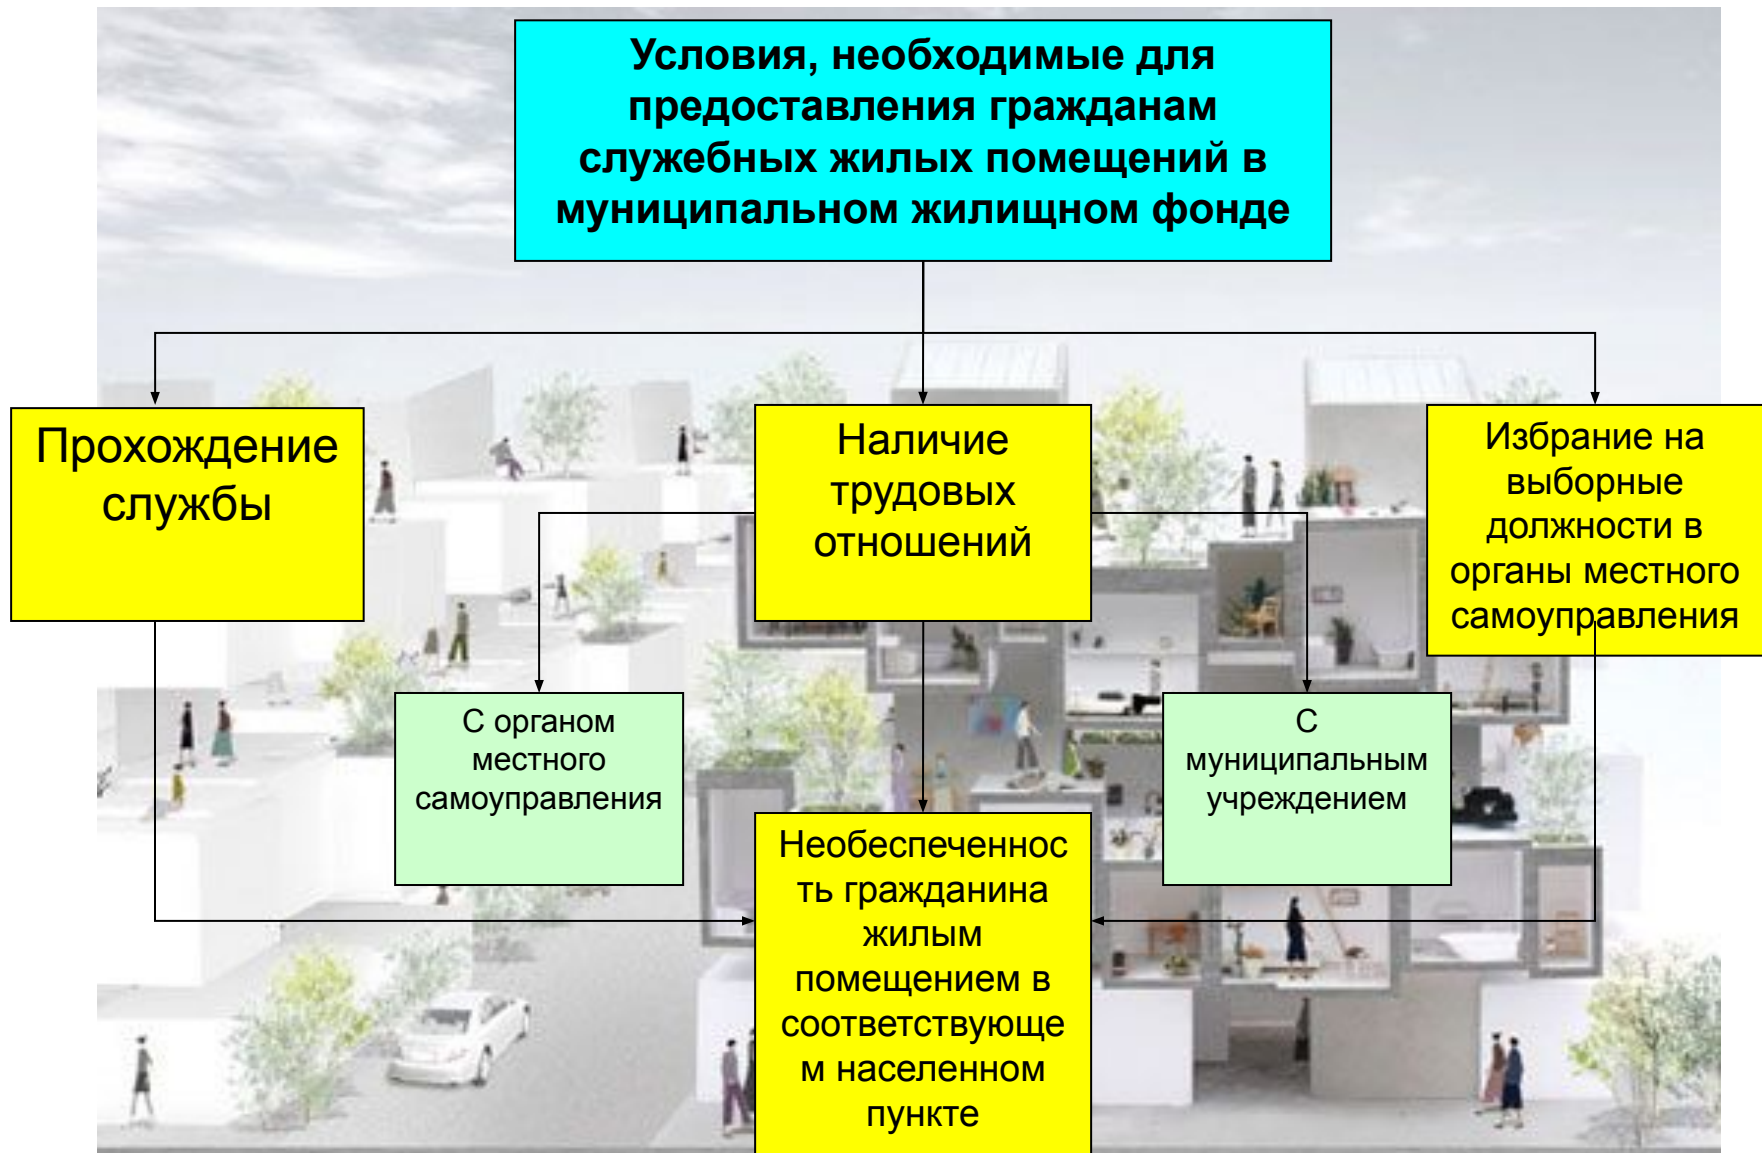 Условия, необходимые для
предоставления гражданам
служебных жилых помещений в
муниципальном жилищном фонде
Прохождение
службы
Наличие
трудовых
отношений
Избрание на
выборные
должности в
органы местного
самоуправления
С органом
местного
самоуправления
С
муниципальным
учреждением
Необеспеченнос
ть гражданина
жилым
помещением в
соответствующе
м населенном
пункте